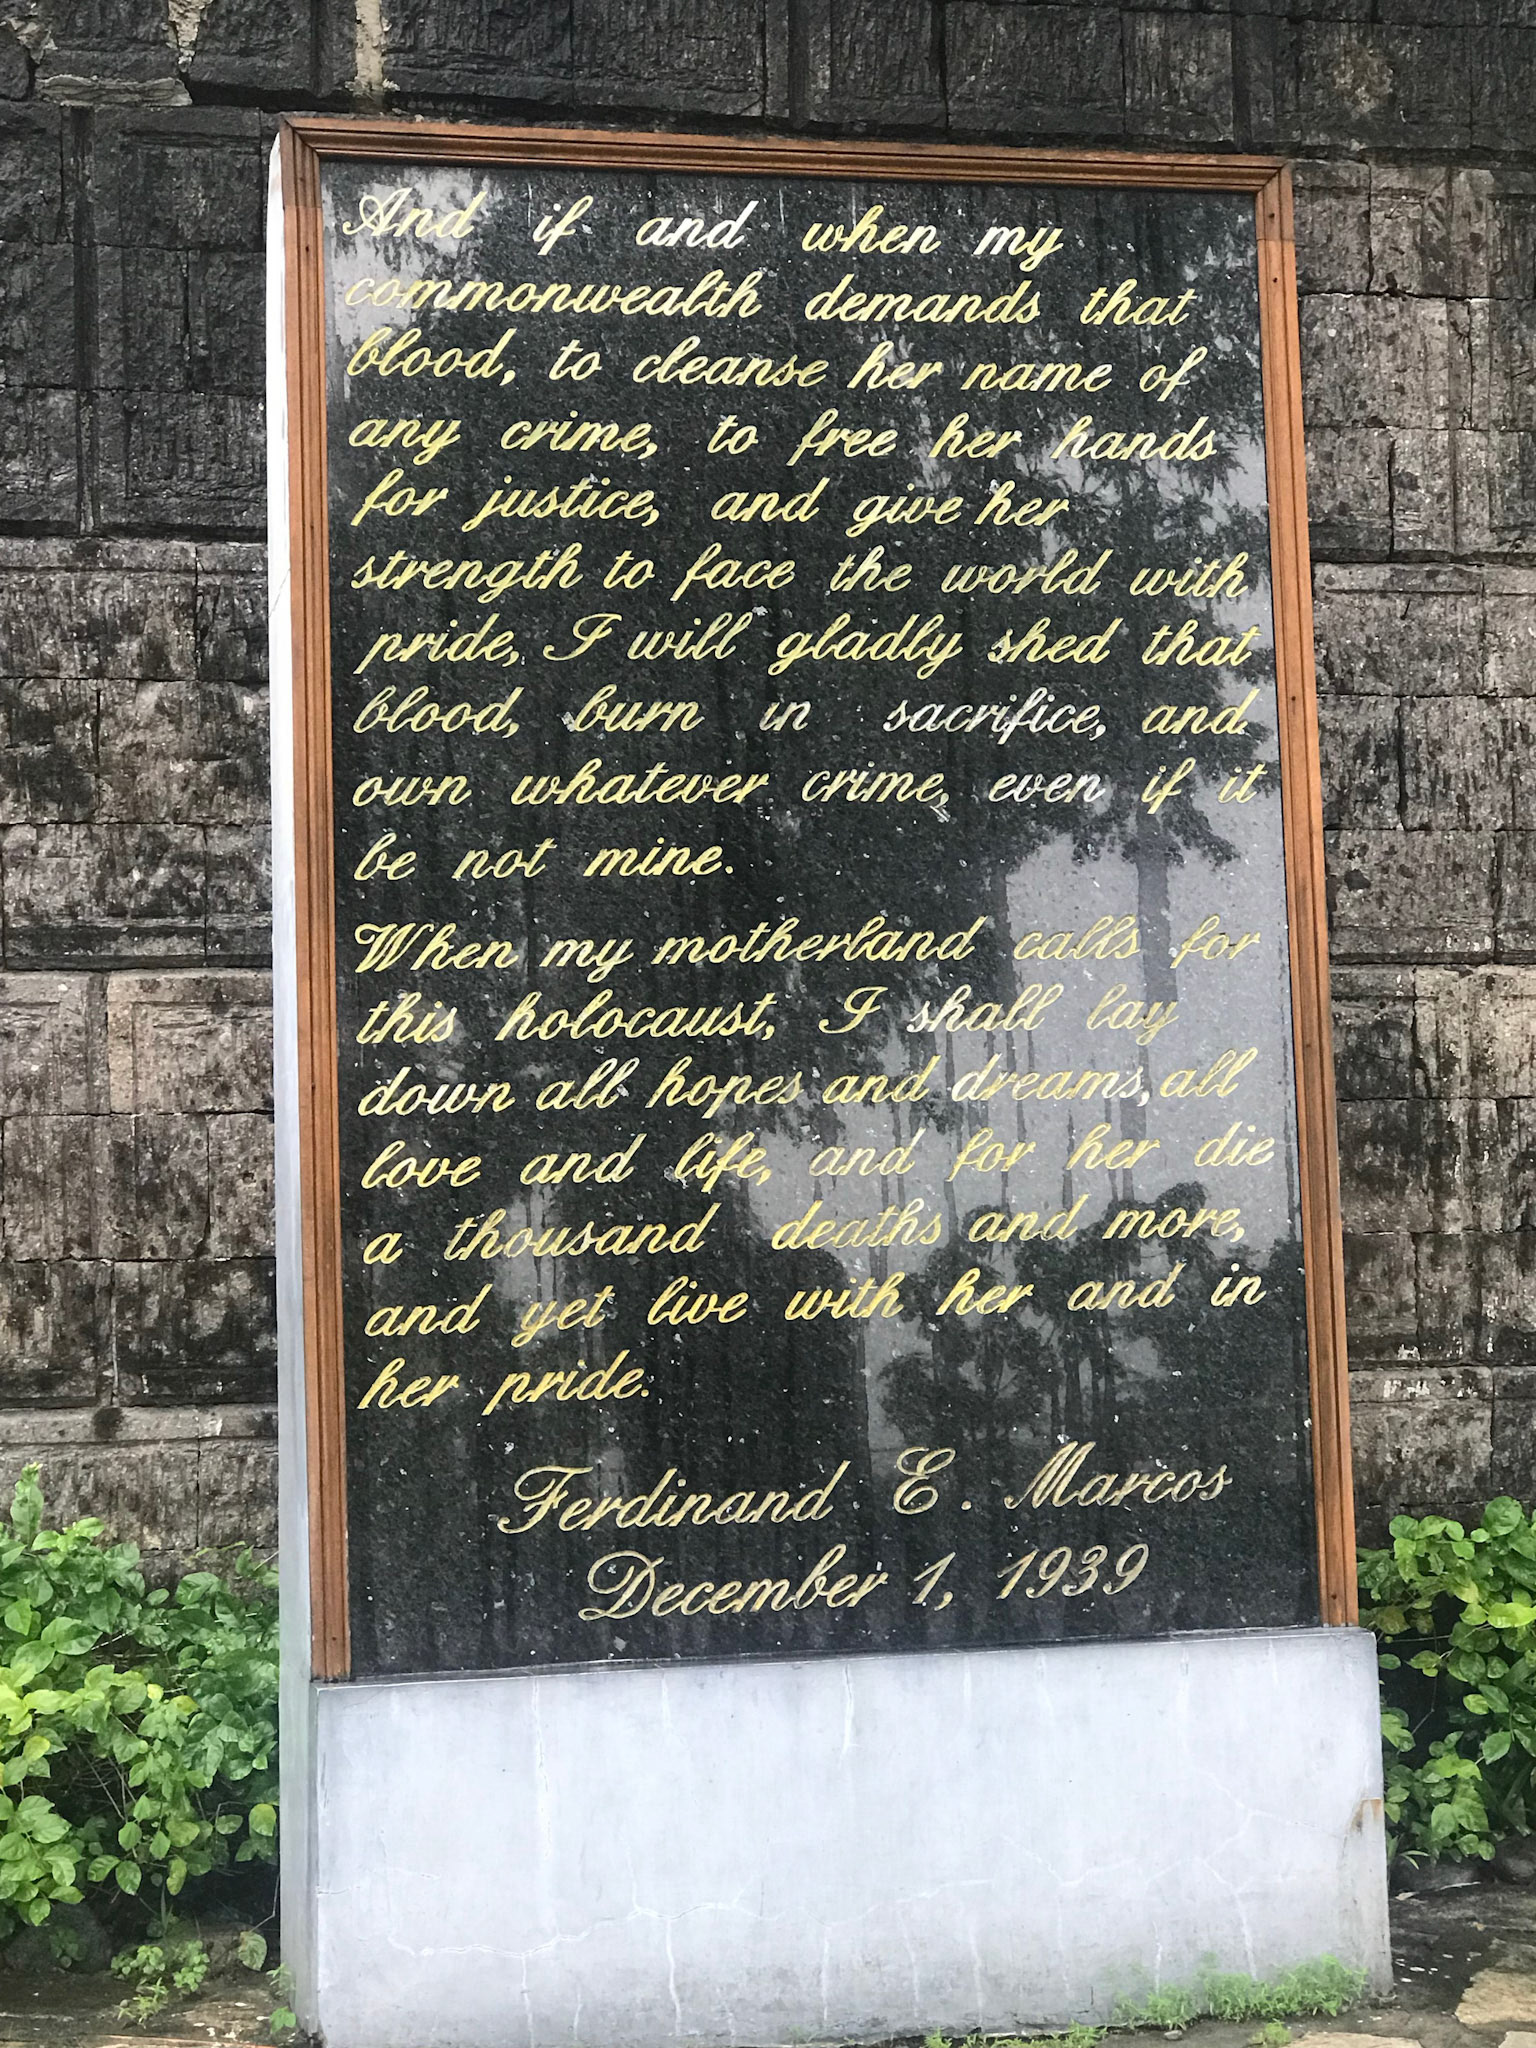 And if and when my
commonwealth demands that
blood, to cleanse her name of
any crime, to free her hands
for justice, and give her
strength to face the world with
pride, I will gladly shed that
blood, burn in sacrifice, and
own whatever crime, even if it
be not mine.
When my motherland calls for
this holocaust, I shall lay
down all hopes and dreams, all
love and life, and for her die
a thousand deaths and more,
and yet live with her and in
her pride.
Ferdinand E. Marcos
December 1, 1939